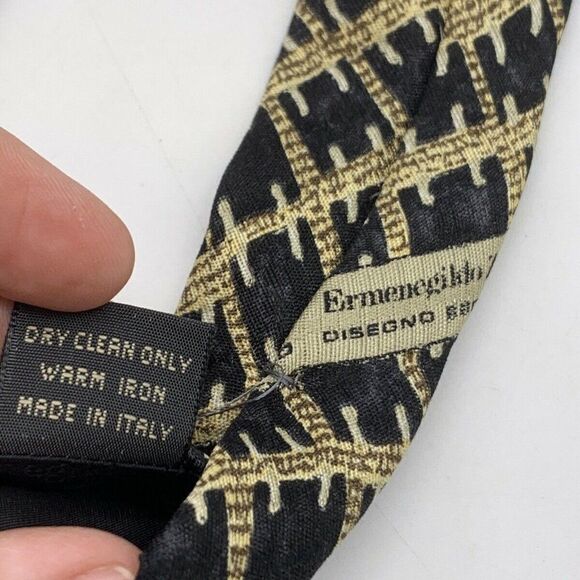 DRY CLEAN ONLY
WARM IRON
MADE IN ITALY
Ermenegildo
DISEGNO